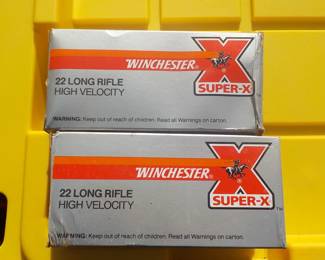 WINCHESTER
X
SUPER-X
22 LONG RIFLE
HIGH VELOCITY
WARNING: Keep out of reach of children. Read all Warnings on carton.
WINCHESTER
X
SUPER-X
TM
22 LONG RIFLE
HIGH VELOCITY
WARNING: Keep out of reach of children. Read all Warnings on carton.